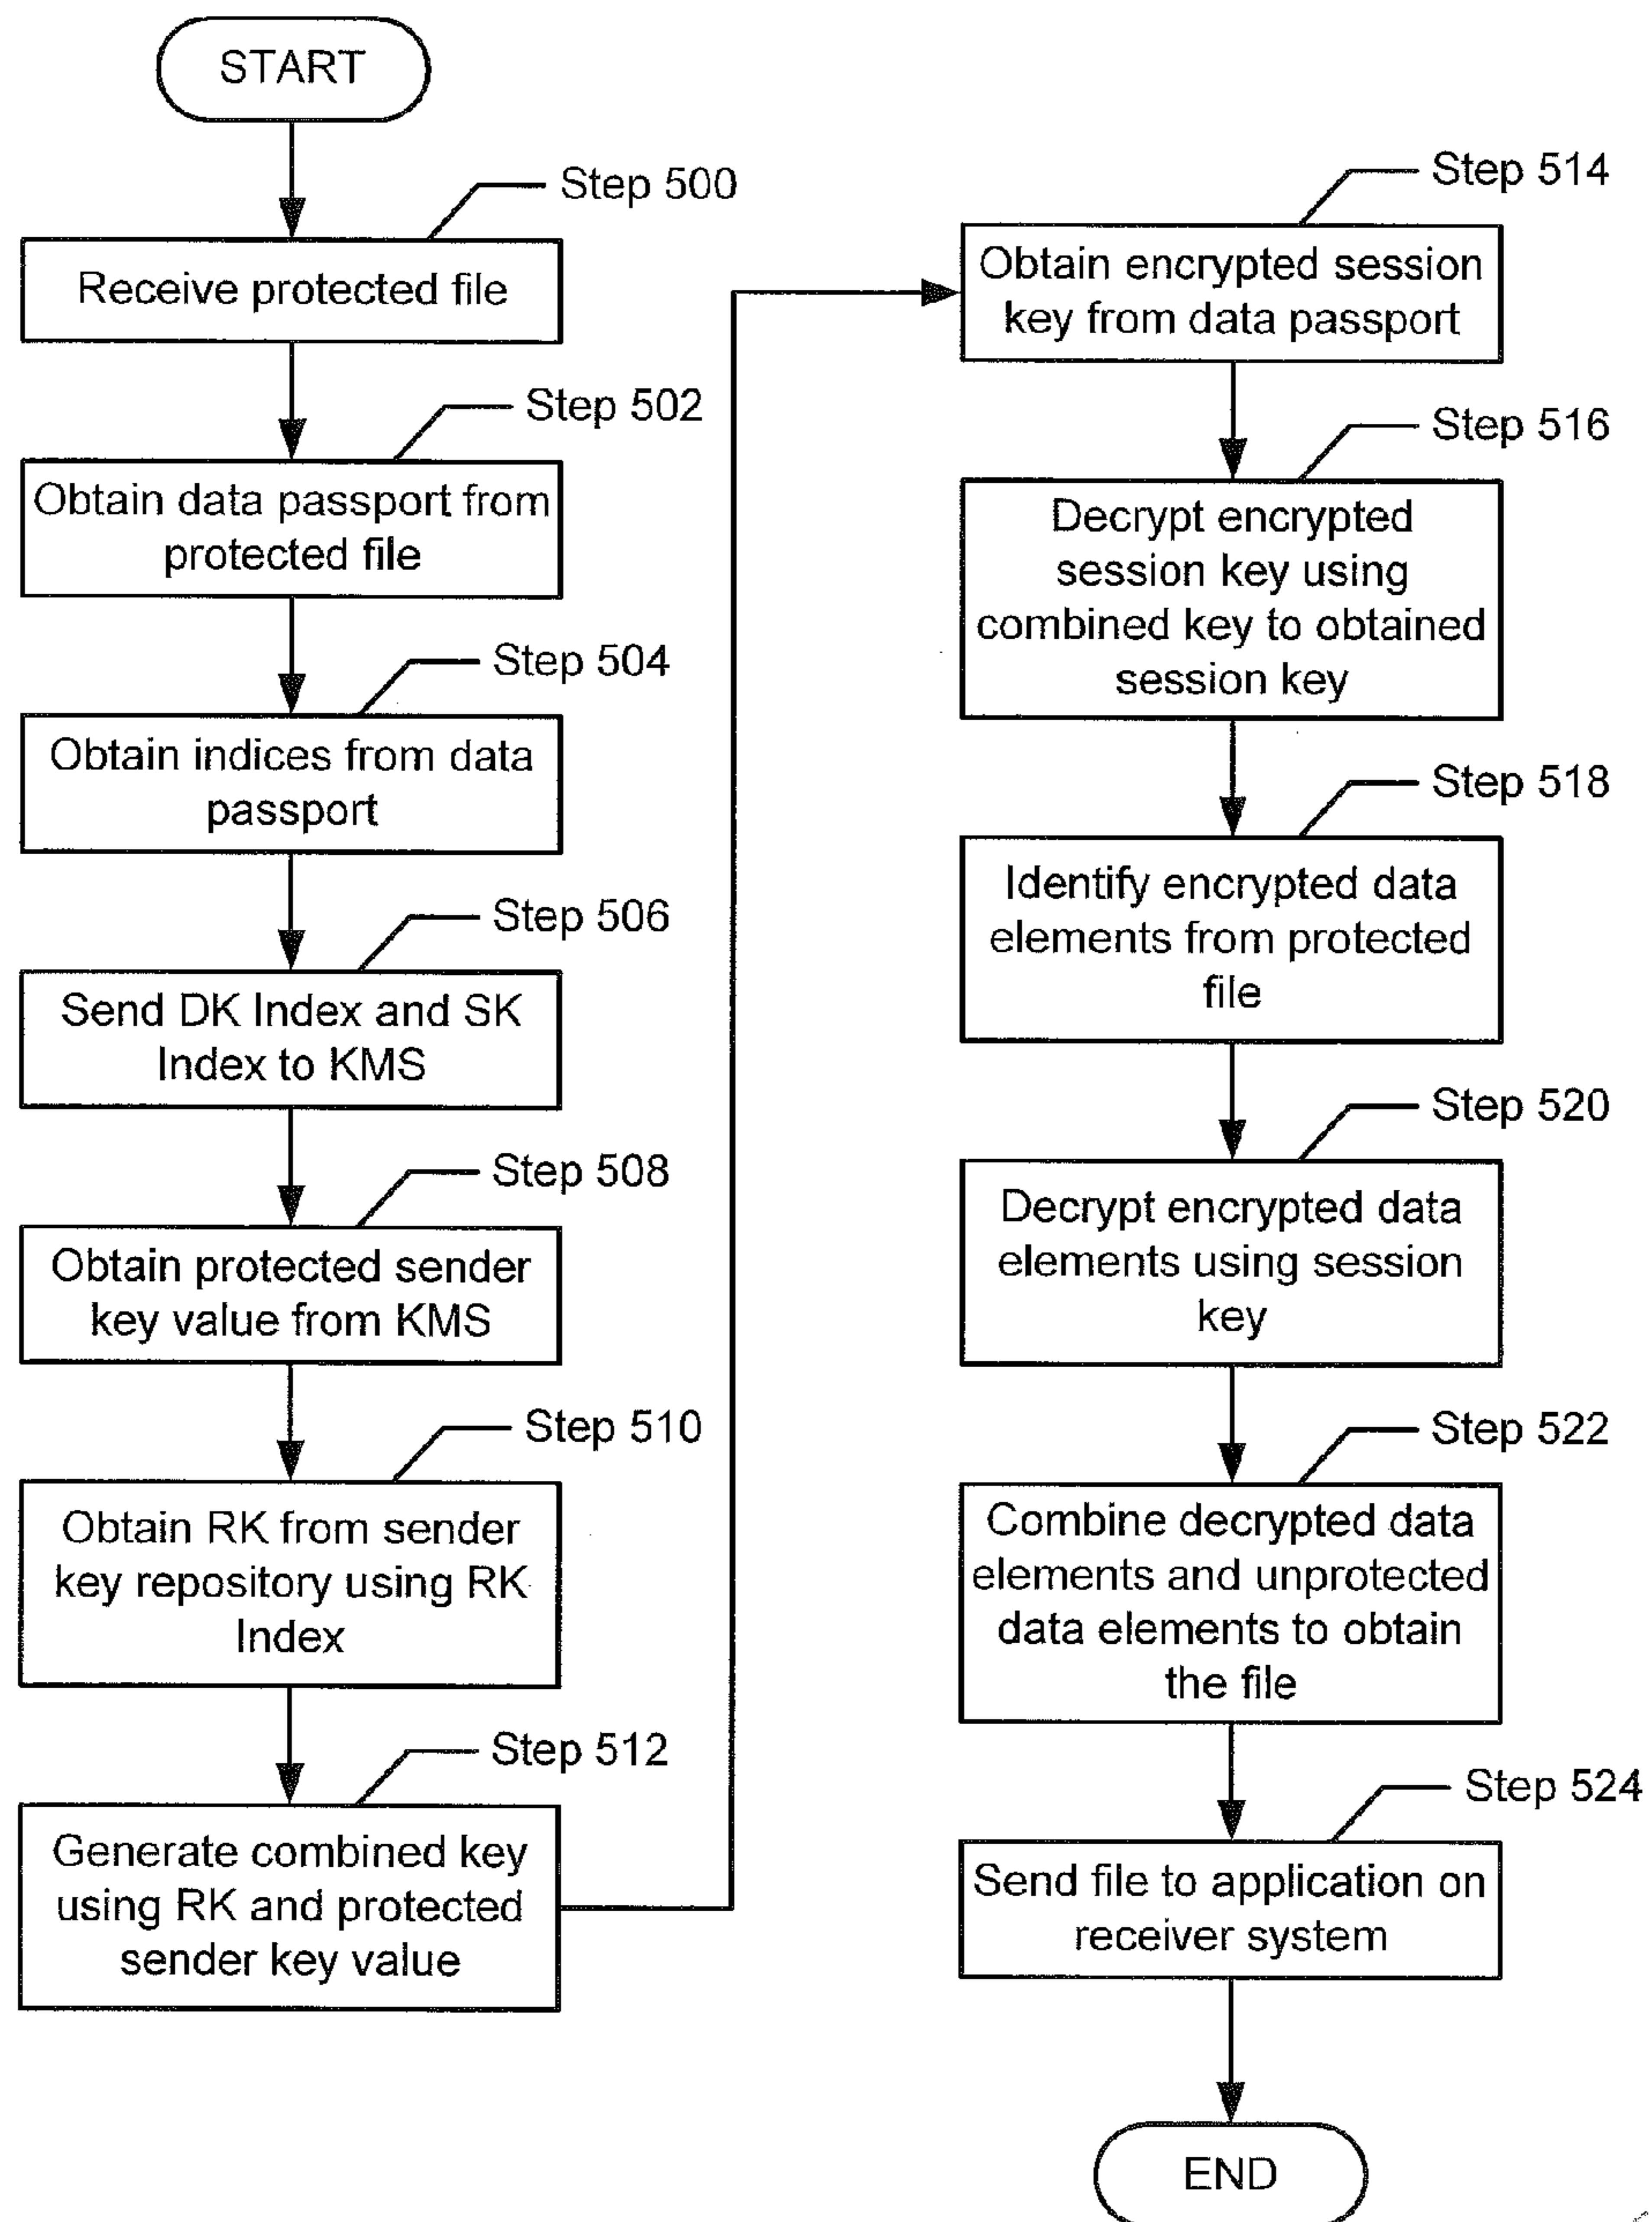 START
Step 500
Receive protected file
Step 502
Obtain data passport from
protected file
Step 504
Obtain indices from data
passport
Step 506
Send DK Index and SK
Index to KMS
Step 508
Obtain protected sender
key value from KMS
Step 510
Obtain RK from sender
key repository using RK
Index
Step 512
Generate combined key
using RK and protected
sender key value
Step 514
Obtain encrypted session
key from data passport
Step 516
Decrypt encrypted
session key using
combined key to obtained
session key
Step 518
Identify encrypted data
elements from protected
file
Step 520
Decrypt encrypted data
elements using session
key
Step 522
Combine decrypted data
elements and unprotected
data elements to obtain
the file
Step 524
Send file to application on
receiver system
END